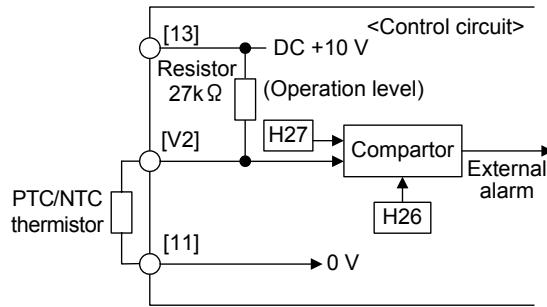 <Control circuit>
[13]
DC +10 V
Resistor
27k Ω
(Operation level)
[V2]
H27
Compartor
External
alarm
H26
PTC/NTC
thermistor
[11]
0 V